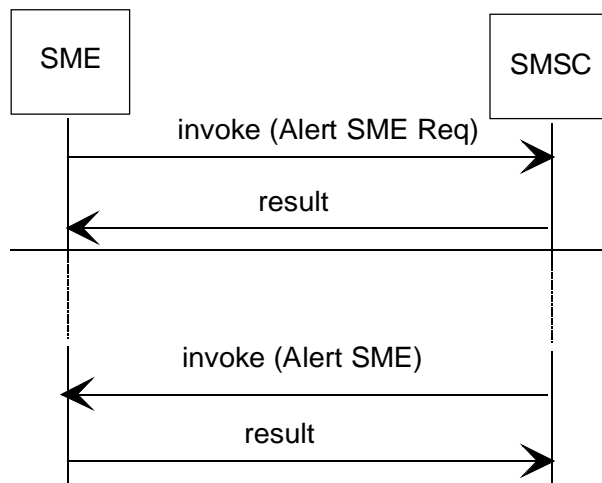 SME
SMSC
invoke (Alert SME Req)
result
invoke (Alert SME)
result